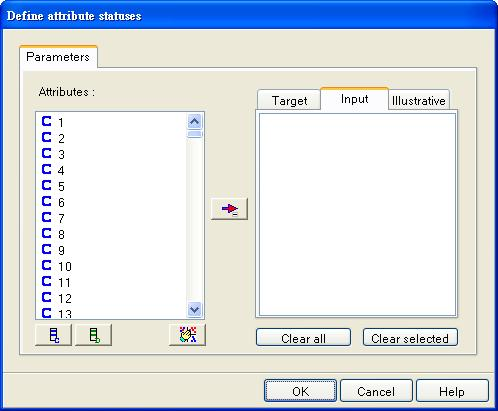 Define attribute statuses
Parameters
Attributes :
Target Input Illustrative
C 1
C 2
C 3
C 4
C 5
C 6
C 7
C 8
C 9
C 10
C 11
C 12
C 13
Clear all Clear selected
OK Cancel Help